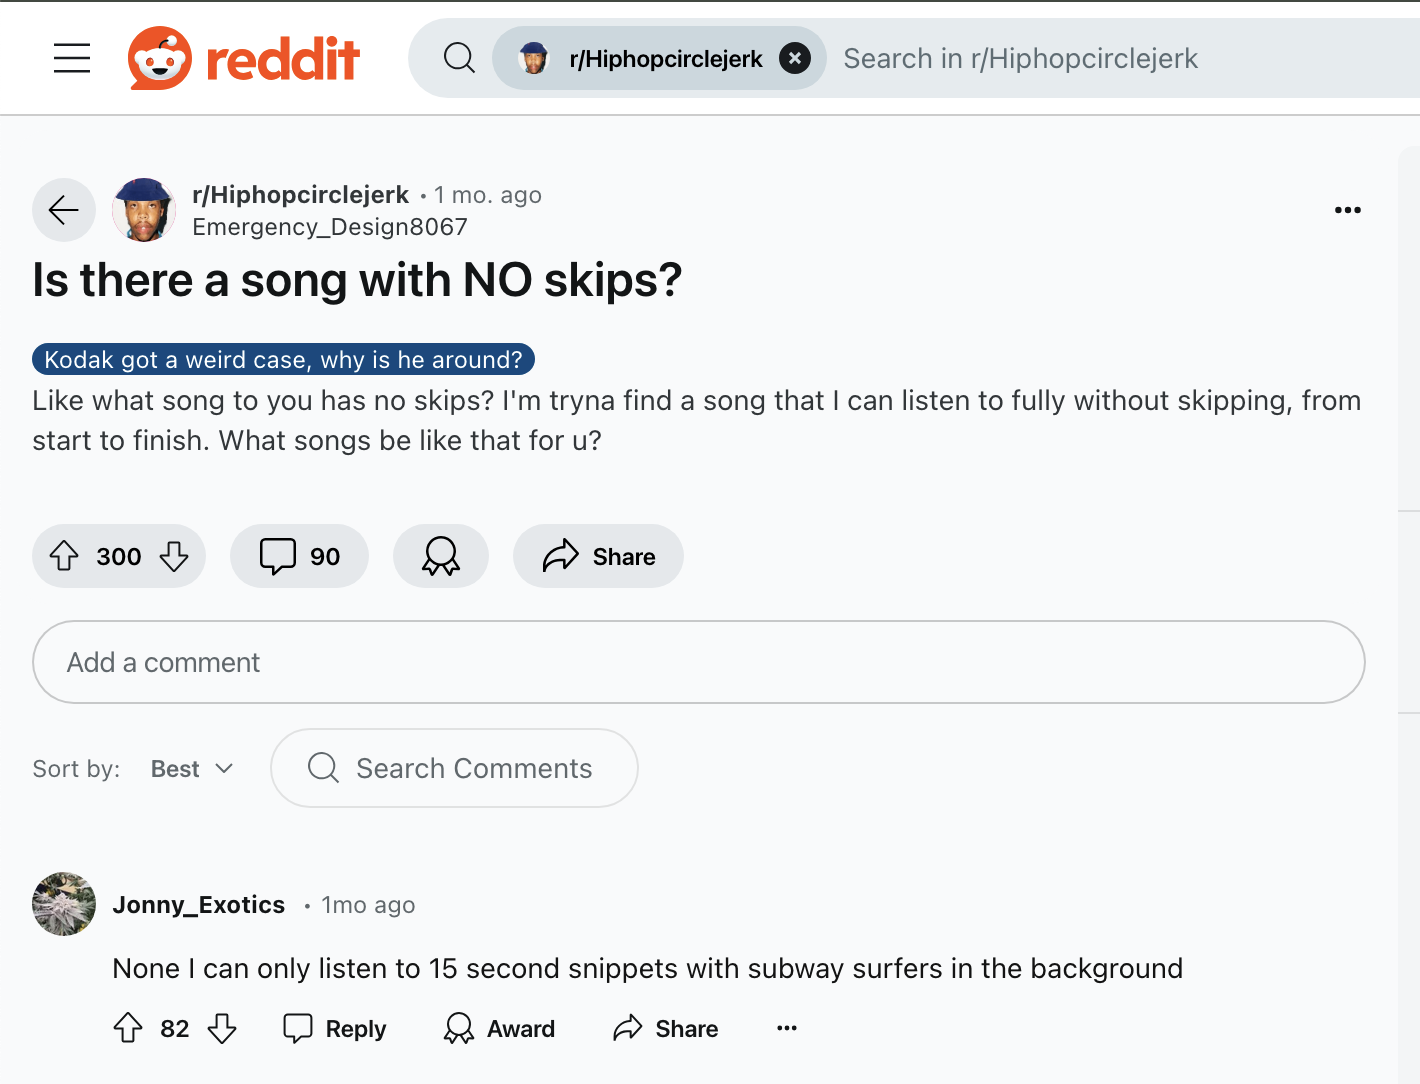 reddit
r/Hiphopcirclejerk
Search in r/Hiphopcirclejerk
r/Hiphopcirclejerk • 1 mo. ago
Emergency_Design8067
Is there a song with NO skips?
Kodak got a weird case, why is he around?
Like what song to you has no skips? I'm tryna find a song that I can listen to fully without skipping, from
start to finish. What songs be like that for u?
300
90
Share
Add a comment
Sort by: Best
Search Comments
Jonny_Exotics • 1mo ago
None I can only listen to 15 second snippets with subway surfers in the background
82
Reply
Award
Share